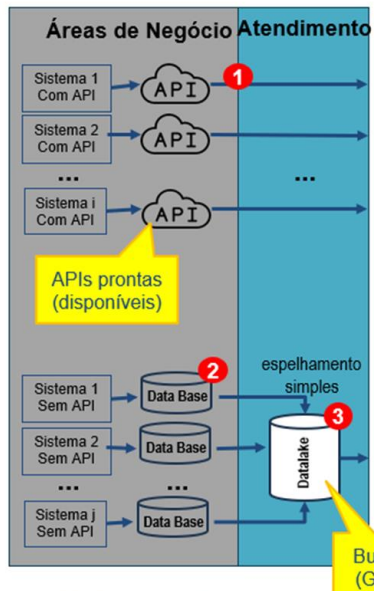 Áreas de Negócio
Atendimento
Sistema 1
Com API
API
1
Sistema 2
Com API
API
...
...
Sistema i
Com API
API
APIs prontas
(disponíveis)
espelhamento
simples
Sistema 1
Sem API
Data Base
2
3
Sistema 2
Sem API
Data Base
Datalake
...
...
Sistema j
Sem API
Data Base
Bu
(G